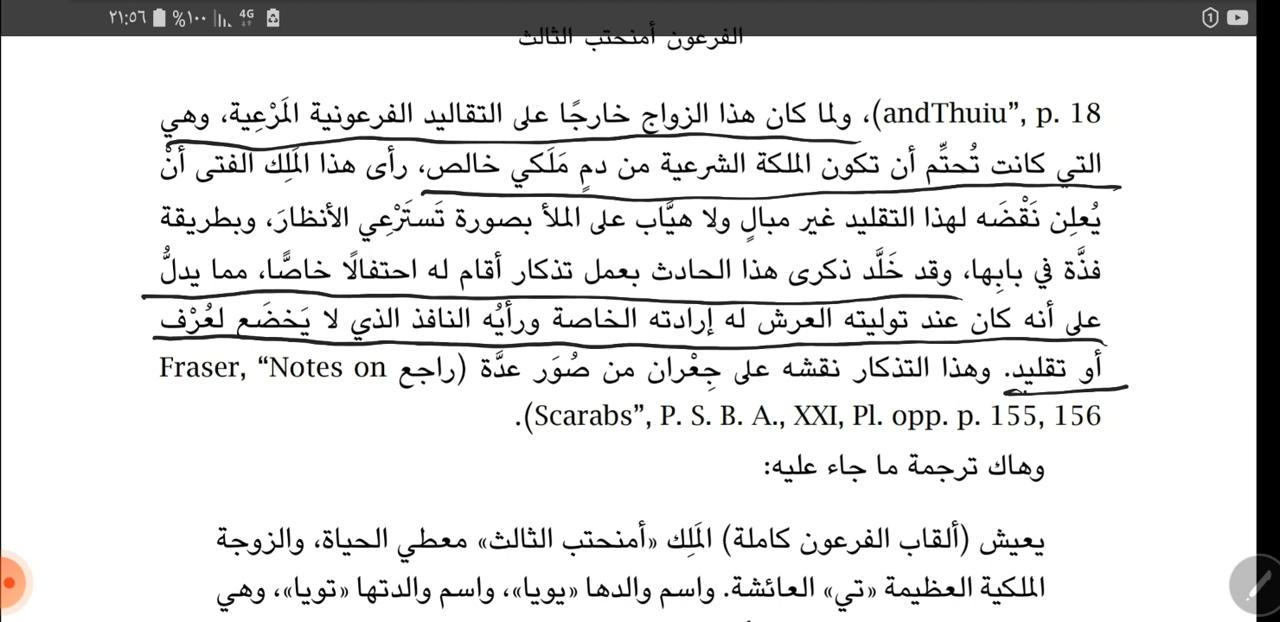 ٢١:٥٦ %١٠٠ 4G 1
الفرعون أمنحتب الثالث
andThuiu”, p. 18)، ولما كان هذا الزواج خارجًا على التقاليد الفرعونية المَرْعِية، وهي
التي كانت تُحتِّم أن تكون الملكة الشرعية من دمٍ مَلَكي خالص، رأى هذا المَلِك الفتى أنْ
يُعلِن نَقْضَه لهذا التقليد غير مبالٍ ولا هيَّاب على الملأ بصورة تَستَرْعِي الأنظارَ، وبطريقة
فذَّة في بابِها، وقد خَلَّد ذكرى هذا الحادث بعمل تذكار أقام له احتفالًا خاصًّا، مما يدلُّ
على أنه كان عند توليته العرش له إرادته الخاصة ورأيُه النافذ الذي لا يَخضَع لعُرْف
أو تقليد. وهذا التذكار نقشه على جِعْران من صُوَر عدَّة (راجع Fraser, “Notes on
Scarabs”, P. S. B. A., XXI, Pl. opp. p. 155, 156).
وهاك ترجمة ما جاء عليه:
يعيش (ألقاب الفرعون كاملة) المَلِك «أمنحتب الثالث» معطي الحياة، والزوجة
الملكية العظيمة «تي» العائشة. واسم والدها «يويا»، واسم والدتها «تويا»، وهي